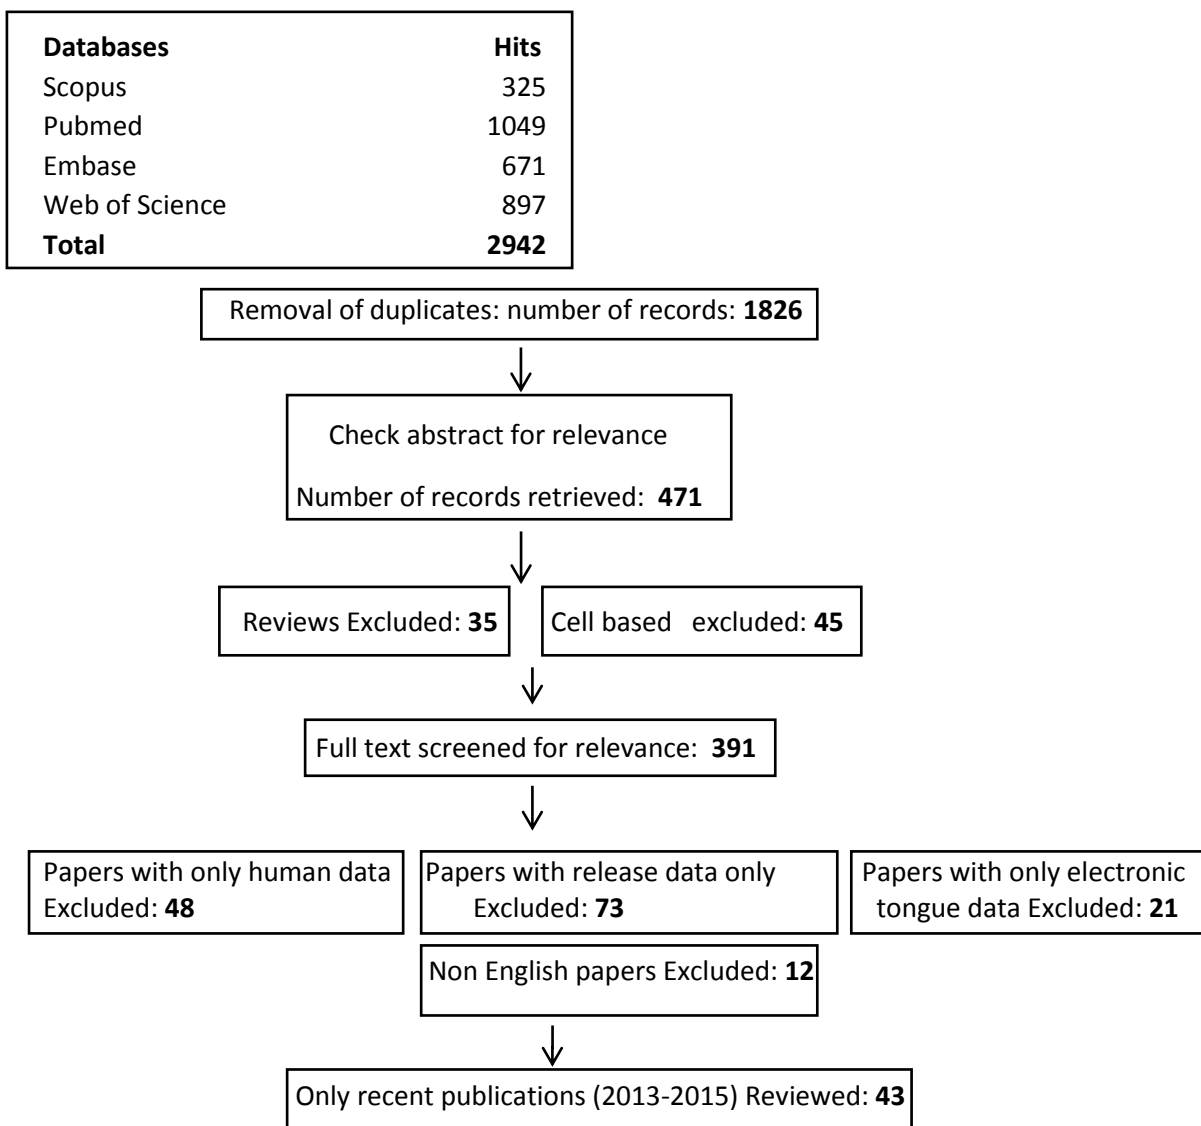 Databases Hits
Scopus 325
Pubmed 1049
Embase 671
Web of Science 897
Total 2942
Removal of duplicates: number of records: 1826
Check abstract for relevance
Number of records retrieved: 471
Reviews Excluded: 35
Cell based excluded: 45
Full text screened for relevance: 391
Papers with only human data
Excluded: 48
Papers with release data only
Excluded: 73
Papers with only electronic
tongue data Excluded: 21
Non English papers Excluded: 12
Only recent publications (2013-2015) Reviewed: 43